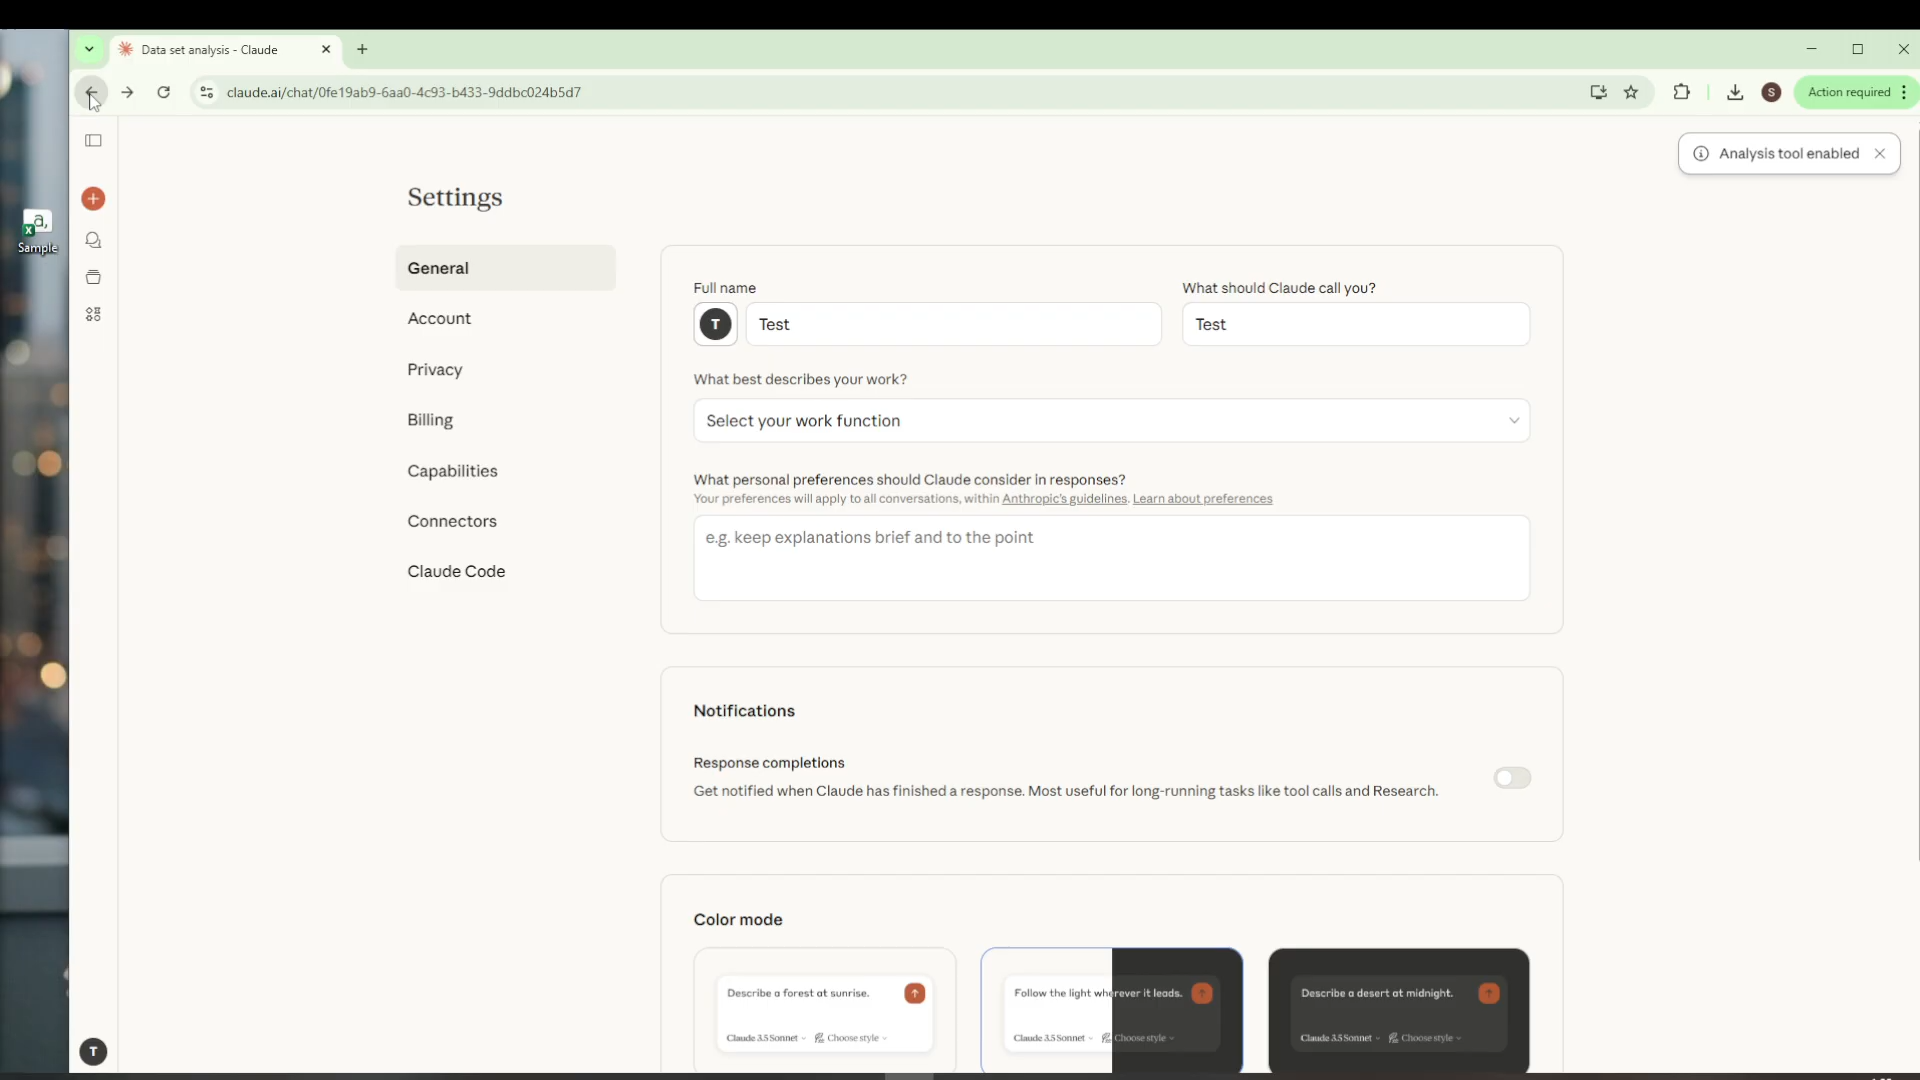 Data set analysis - Claude
claude.ai/chat/0fe19ab9-6aa0-4c93-b433-9ddbc024b5d7
S
Action required
Analysis tool enabled
Sample
Settings
General
Account
Privacy
Billing
Capabilities
Connectors
Claude Code
Full name
What should Claude call you?
T
Test
Test
What best describes your work?
Select your work function
What personal preferences should Claude consider in responses?
Your preferences will apply to all conversations, within Anthropic's guidelines. Learn about preferences
e.g. keep explanations brief and to the point
Notifications
Response completions
Get notified when Claude has finished a response. Most useful for long-running tasks like tool calls and Research.
Color mode
Describe a forest at sunrise.
Claude 3.5 Sonnet
Choose style
Follow the light wherever it leads.
Claude 3.5 Sonnet
Choose style
Describe a desert at midnight.
Claude 3.5 Sonnet
Choose style
T